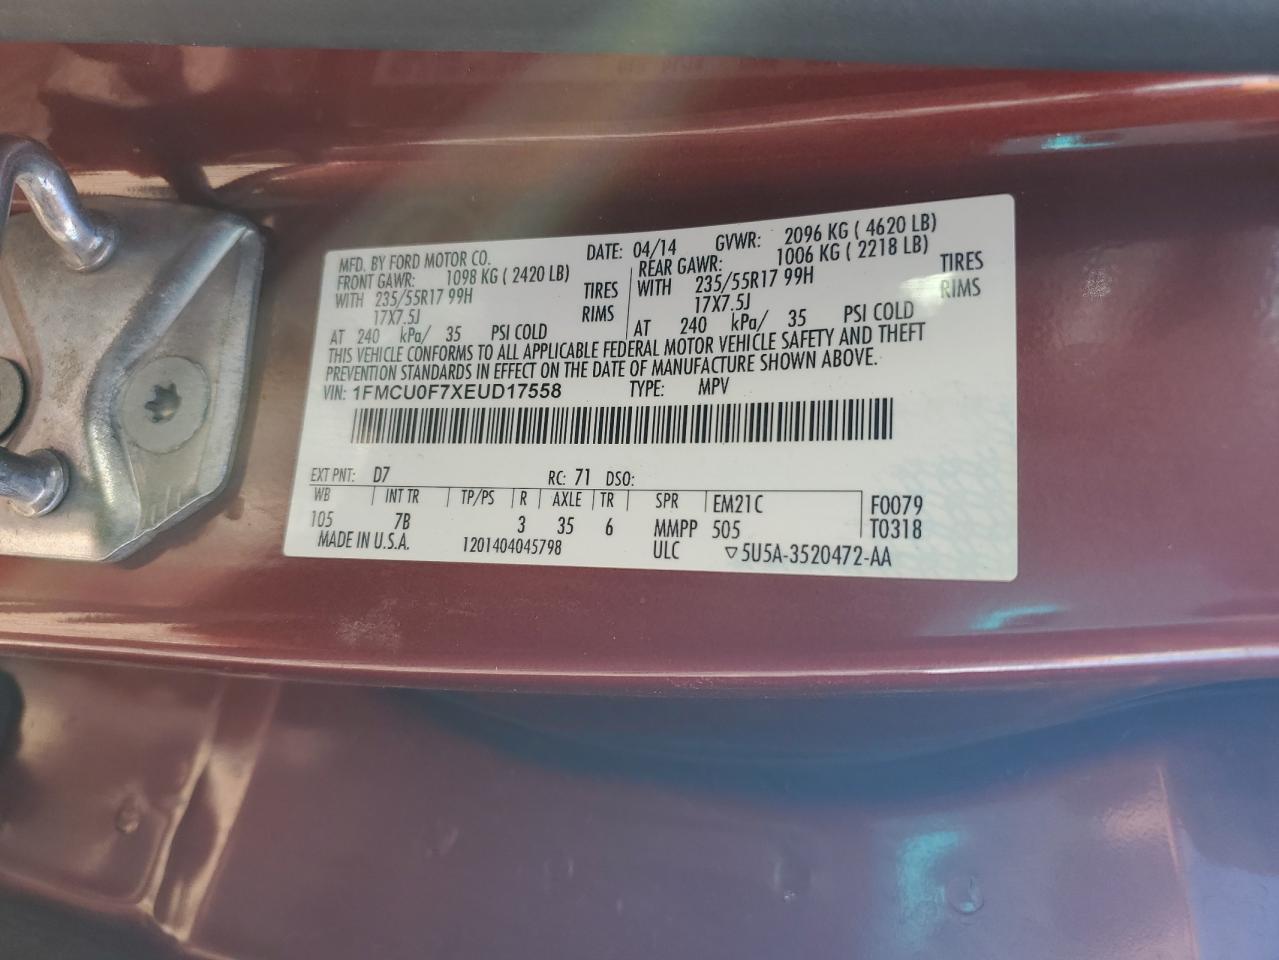 MFD. BY FORD MOTOR CO.
DATE: 04/14 GVWR: 2096 KG ( 4620 LB)
FRONT GAWR: 1098 KG ( 2420 LB)
WITH 235/55R17 99H TIRES
17X7.5J RIMS
AT 240 kPa/ 35 PSI COLD
REAR GAWR: 1006 KG ( 2218 LB)
WITH 235/55R17 99H TIRES
17X7.5J RIMS
AT 240 kPa/ 35 PSI COLD
THIS VEHICLE CONFORMS TO ALL APPLICABLE FEDERAL MOTOR VEHICLE SAFETY AND THEFT
PREVENTION STANDARDS IN EFFECT ON THE DATE OF MANUFACTURE SHOWN ABOVE.
VIN: 1FMCU0F7XEUD17558 TYPE: MPV
EXT PNT: D7 RC: 71 DSO:
WB INT TR TP/PS R AXLE TR SPR EM21C F0079
105 7B 3 35 6 MMPP 505 T0318
MADE IN U.S.A. 1201404045798 ULC ▽5U5A-3520472-AA